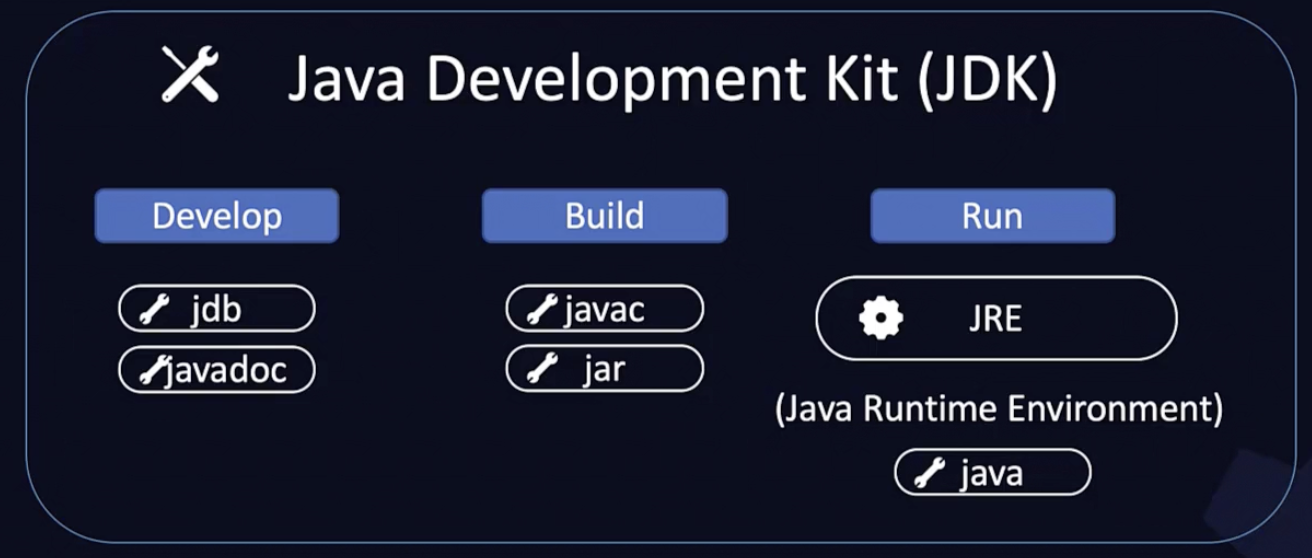 Java Development Kit (JDK)
Develop
Build
Run
jdb
javac
JRE
javadoc
jar
(Java Runtime Environment)
java